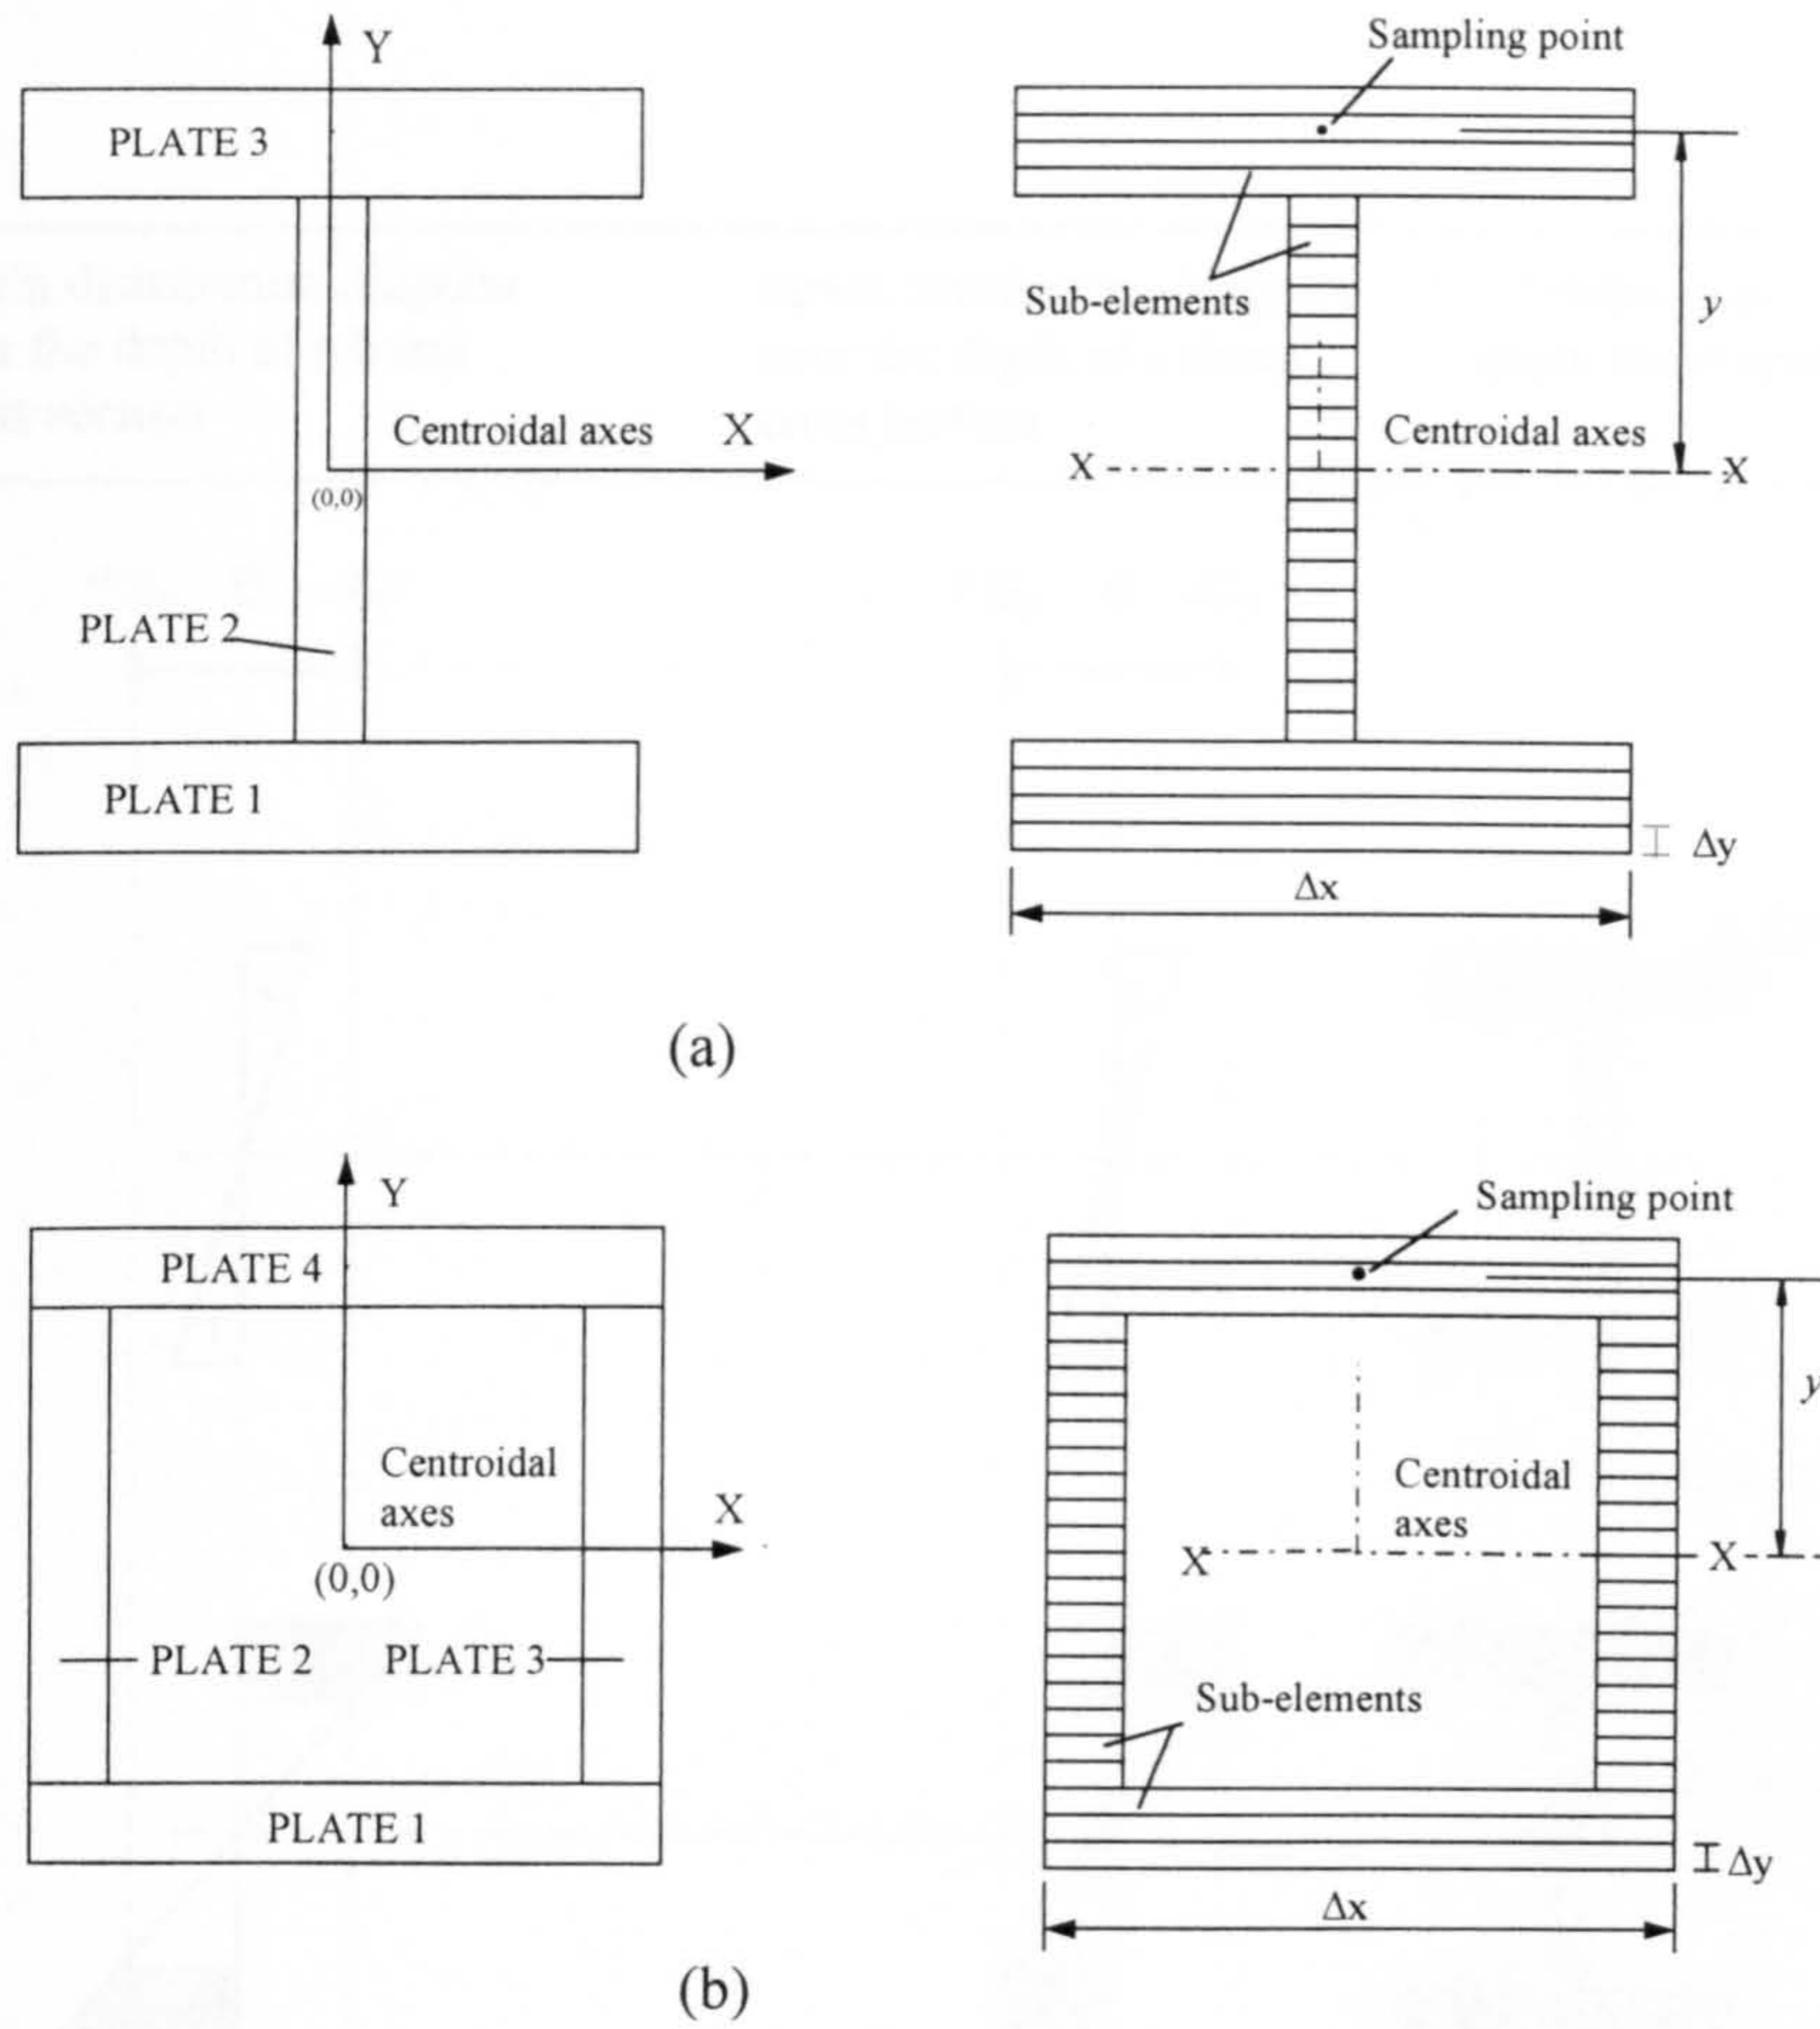 Y
PLATE 3
Centroidal axes X
(0,0)
PLATE 2
PLATE 1
Sampling point
Sub-elements
y
Centroidal axes
X X
Δy
Δx
(a)
Y
PLATE 4
Centroidal
axes
X
(0,0)
PLATE 2 PLATE 3
PLATE 1
Sampling point
y
Centroidal
axes
X X
Sub-elements
Δy
Δx
(b)